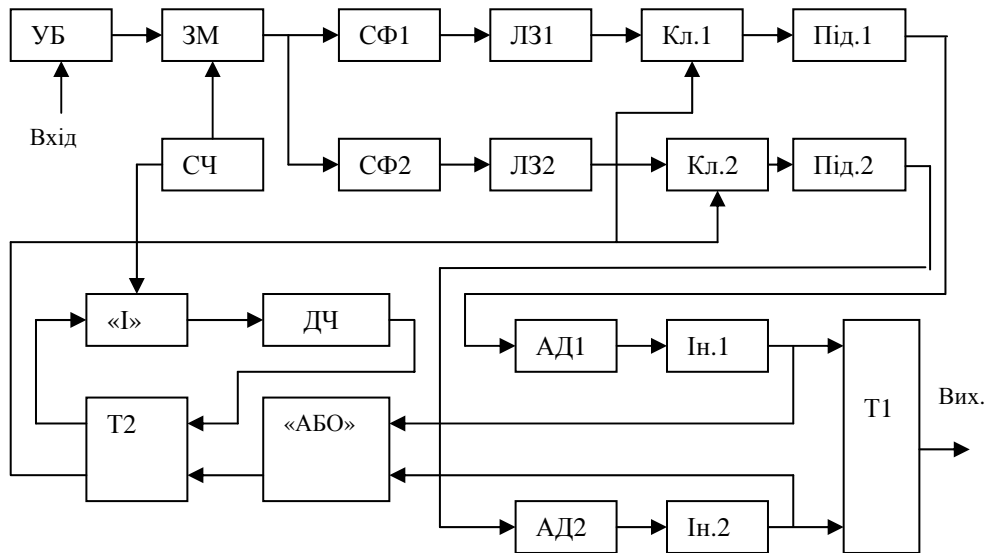 УБ
ЗМ
СФ1
ЛЗ1
Кл.1
Під.1
Вхід
СЧ
СФ2
ЛЗ2
Кл.2
Під.2
«І»
ДЧ
АД1
Ін.1
Т1
Вих.
Т2
«АБО»
АД2
Ін.2